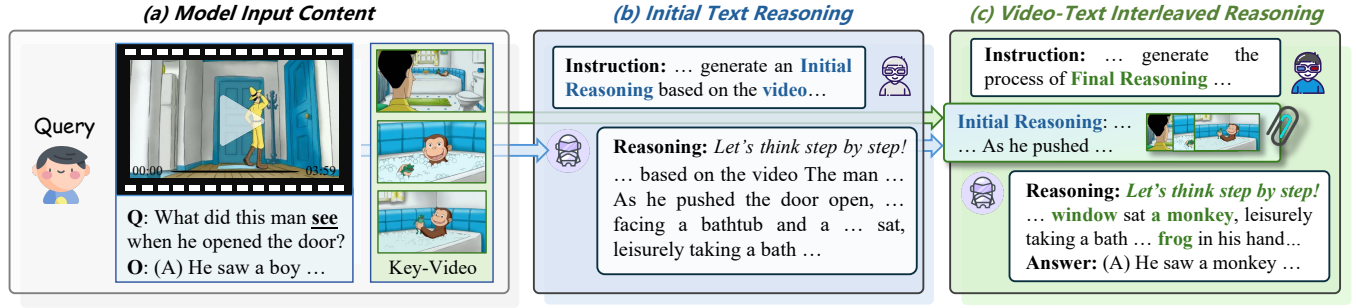 (a) Model Input Content
Query
00:00
03:59
Q: What did this man see
when he opened the door?
O: (A) He saw a boy …
Key-Video
(b) Initial Text Reasoning
Instruction: … generate an Initial
Reasoning based on the video…
Reasoning: Let's think step by step!
… based on the video The man …
As he pushed the door open, …
facing a bathtub and a … sat,
leisurely taking a bath …
(c) Video-Text Interleaved Reasoning
Instruction: … generate the
process of Final Reasoning …
Initial Reasoning: …
… As he pushed …
Reasoning: Let's think step by step!
… window sat a monkey, leisurely
taking a bath … frog in his hand...
Answer: (A) He saw a monkey …